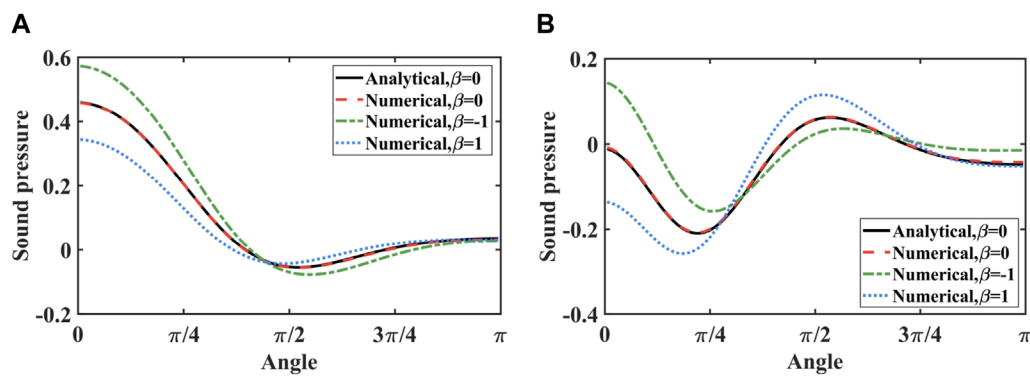 A
Sound pressure
0.6
0.4
0.2
0
-0.2
Analytical,β=0
Numerical,β=0
Numerical,β=-1
Numerical,β=1
0 π/4 π/2 3π/4 π
Angle
B
Sound pressure
0.2
0
-0.2
-0.4
Analytical,β=0
Numerical,β=0
Numerical,β=-1
Numerical,β=1
0 π/4 π/2 3π/4 π
Angle